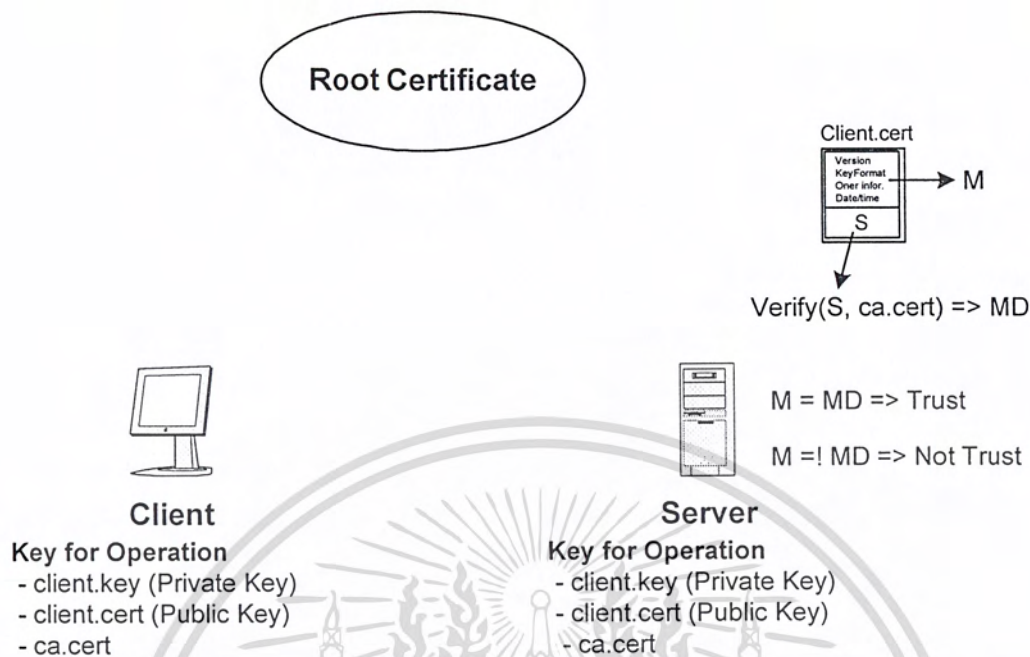 Root Certificate
Client.cert
Version
KeyFormat
Oner infor.
Date/time
M
S
Verify(S, ca.cert) => MD
M = MD => Trust
M =! MD => Not Trust
Client
Key for Operation
- client.key (Private Key)
- client.cert (Public Key)
- ca.cert
Server
Key for Operation
- client.key (Private Key)
- client.cert (Public Key)
- ca.cert